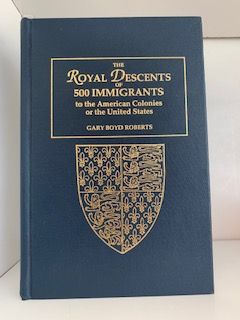 THE
ROYAL DESCENTS
OF
500 IMMIGRANTS
to the American Colonies
or the United States
GARY BOYD ROBERTS